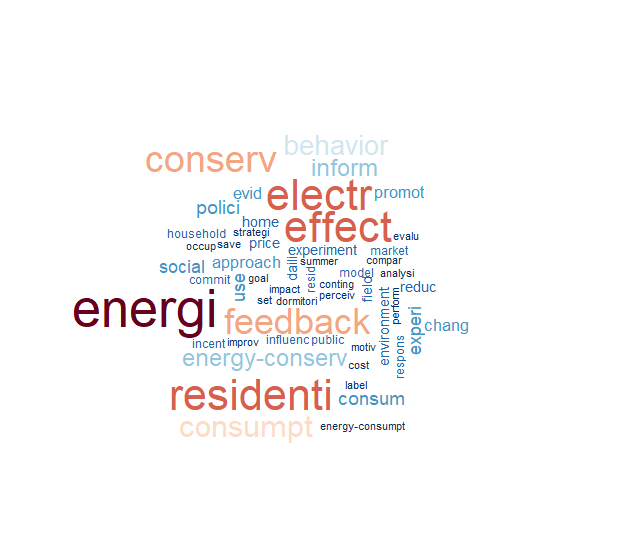 behavior
conserv
inform
electr
promot
evid
polici
effect
home
household
strategi
evalu
occup
save
price
experiment
market
social
approach
daili
summer
compar
commit
use
goal
resid
model
analysi
conting
field
reduc
impact
perceiv
set
dormitori
perform
energi
feedback
environment
experi
chang
incent
improv
influenc
public
motiv
respons
energy-conserv
cost
residenti
label
consum
consumpt
energy-consumpt